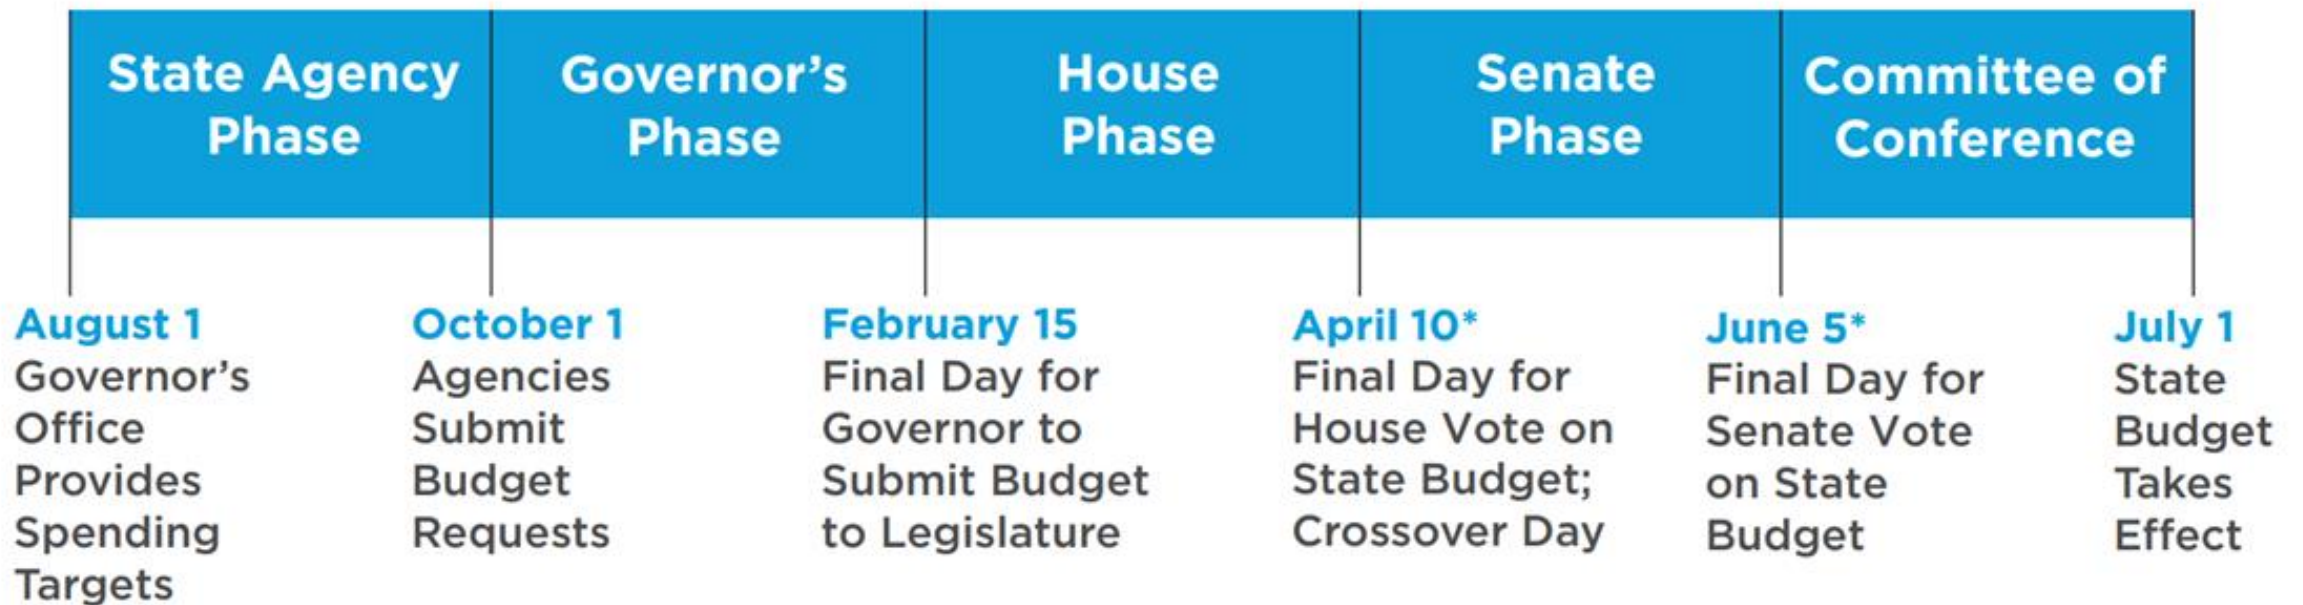 State Agency
Phase
Governor's
Phase
House
Phase
Senate
Phase
Committee of
Conference
August 1
Governor's
Office
Provides
Spending
Targets
October 1
Agencies
Submit
Budget
Requests
February 15
Final Day for
Governor to
Submit Budget
to Legislature
April 10*
Final Day for
House Vote on
State Budget;
Crossover Day
June 5*
Final Day for
Senate Vote
on State
Budget
July 1
State
Budget
Takes
Effect